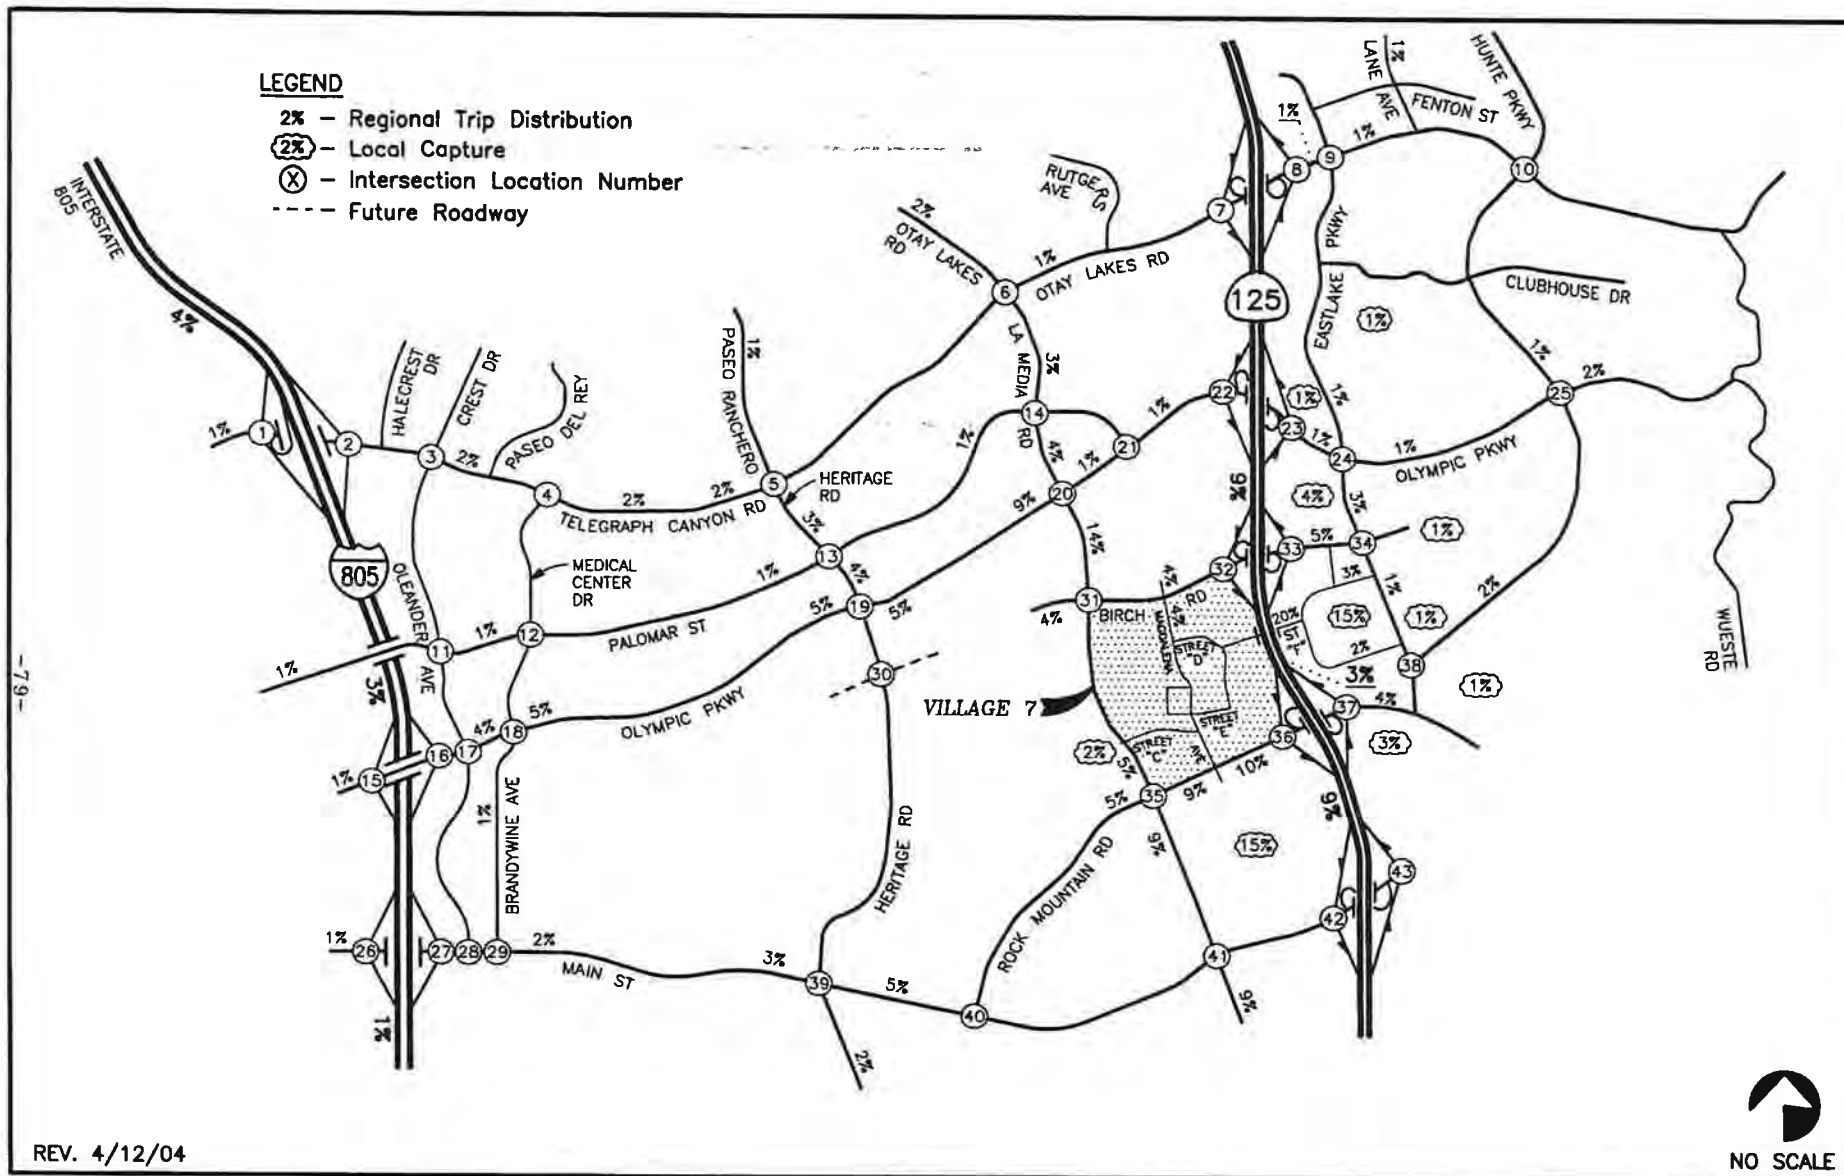 LEGEND
2% – Regional Trip Distribution
2% – Local Capture
X – Intersection Location Number
---- – Future Roadway
INTERSTATE
805
4%
1%
1
2
HALECREST
DR
CREST DR
3
2%
PASEO DEL REY
4
2%
2%
TELEGRAPH CANYON RD
PASEO RANCHERO
1%
5
HERITAGE
RD
3%
2%
OTAY LAKES
RD
6
1%
OTAY LAKES RD
RUTGERS
AVE
7
8
1%
9
1%
LANE
AVE
1%
FENTON ST
HUNTE PKWY
10
125
EASTLAKE
PKWY
CLUBHOUSE DR
1%
LA MEDIA
RD
3%
14
1%
4%
21
1%
1%
20
9%
22
1%
23
1%
1%
24
1%
OLYMPIC PKWY
1%
25
2%
WUESTE
RD
805
OLEANDER
AVE
MEDICAL
CENTER
DR
11
1%
12
1%
PALOMAR ST
1%
13
4%
19
5%
5%
3%
15
1%
16
17
4%
18
5%
OLYMPIC PKWY
30
HERITAGE RD
BRANDYWINE AVE
1%
14%
31
4%
BIRCH
RD
4%
32
9%
4%
33
5%
34
3%
1%
3%
1%
15%
1%
2%
2%
20%
ST
"F"
MAGDALENA
AVE
4%
STREET
"D"
STREET
"E"
STREET
"C"
VILLAGE 7
2%
5%
35
5%
9%
10%
36
3%
37
4%
38
1%
3%
15%
9%
9%
ROCK MOUNTAIN RD
1%
26
27
28
29
2%
MAIN ST
3%
39
5%
40
2%
41
9%
42
43
1%
-79-
REV. 4/12/04
NO SCALE